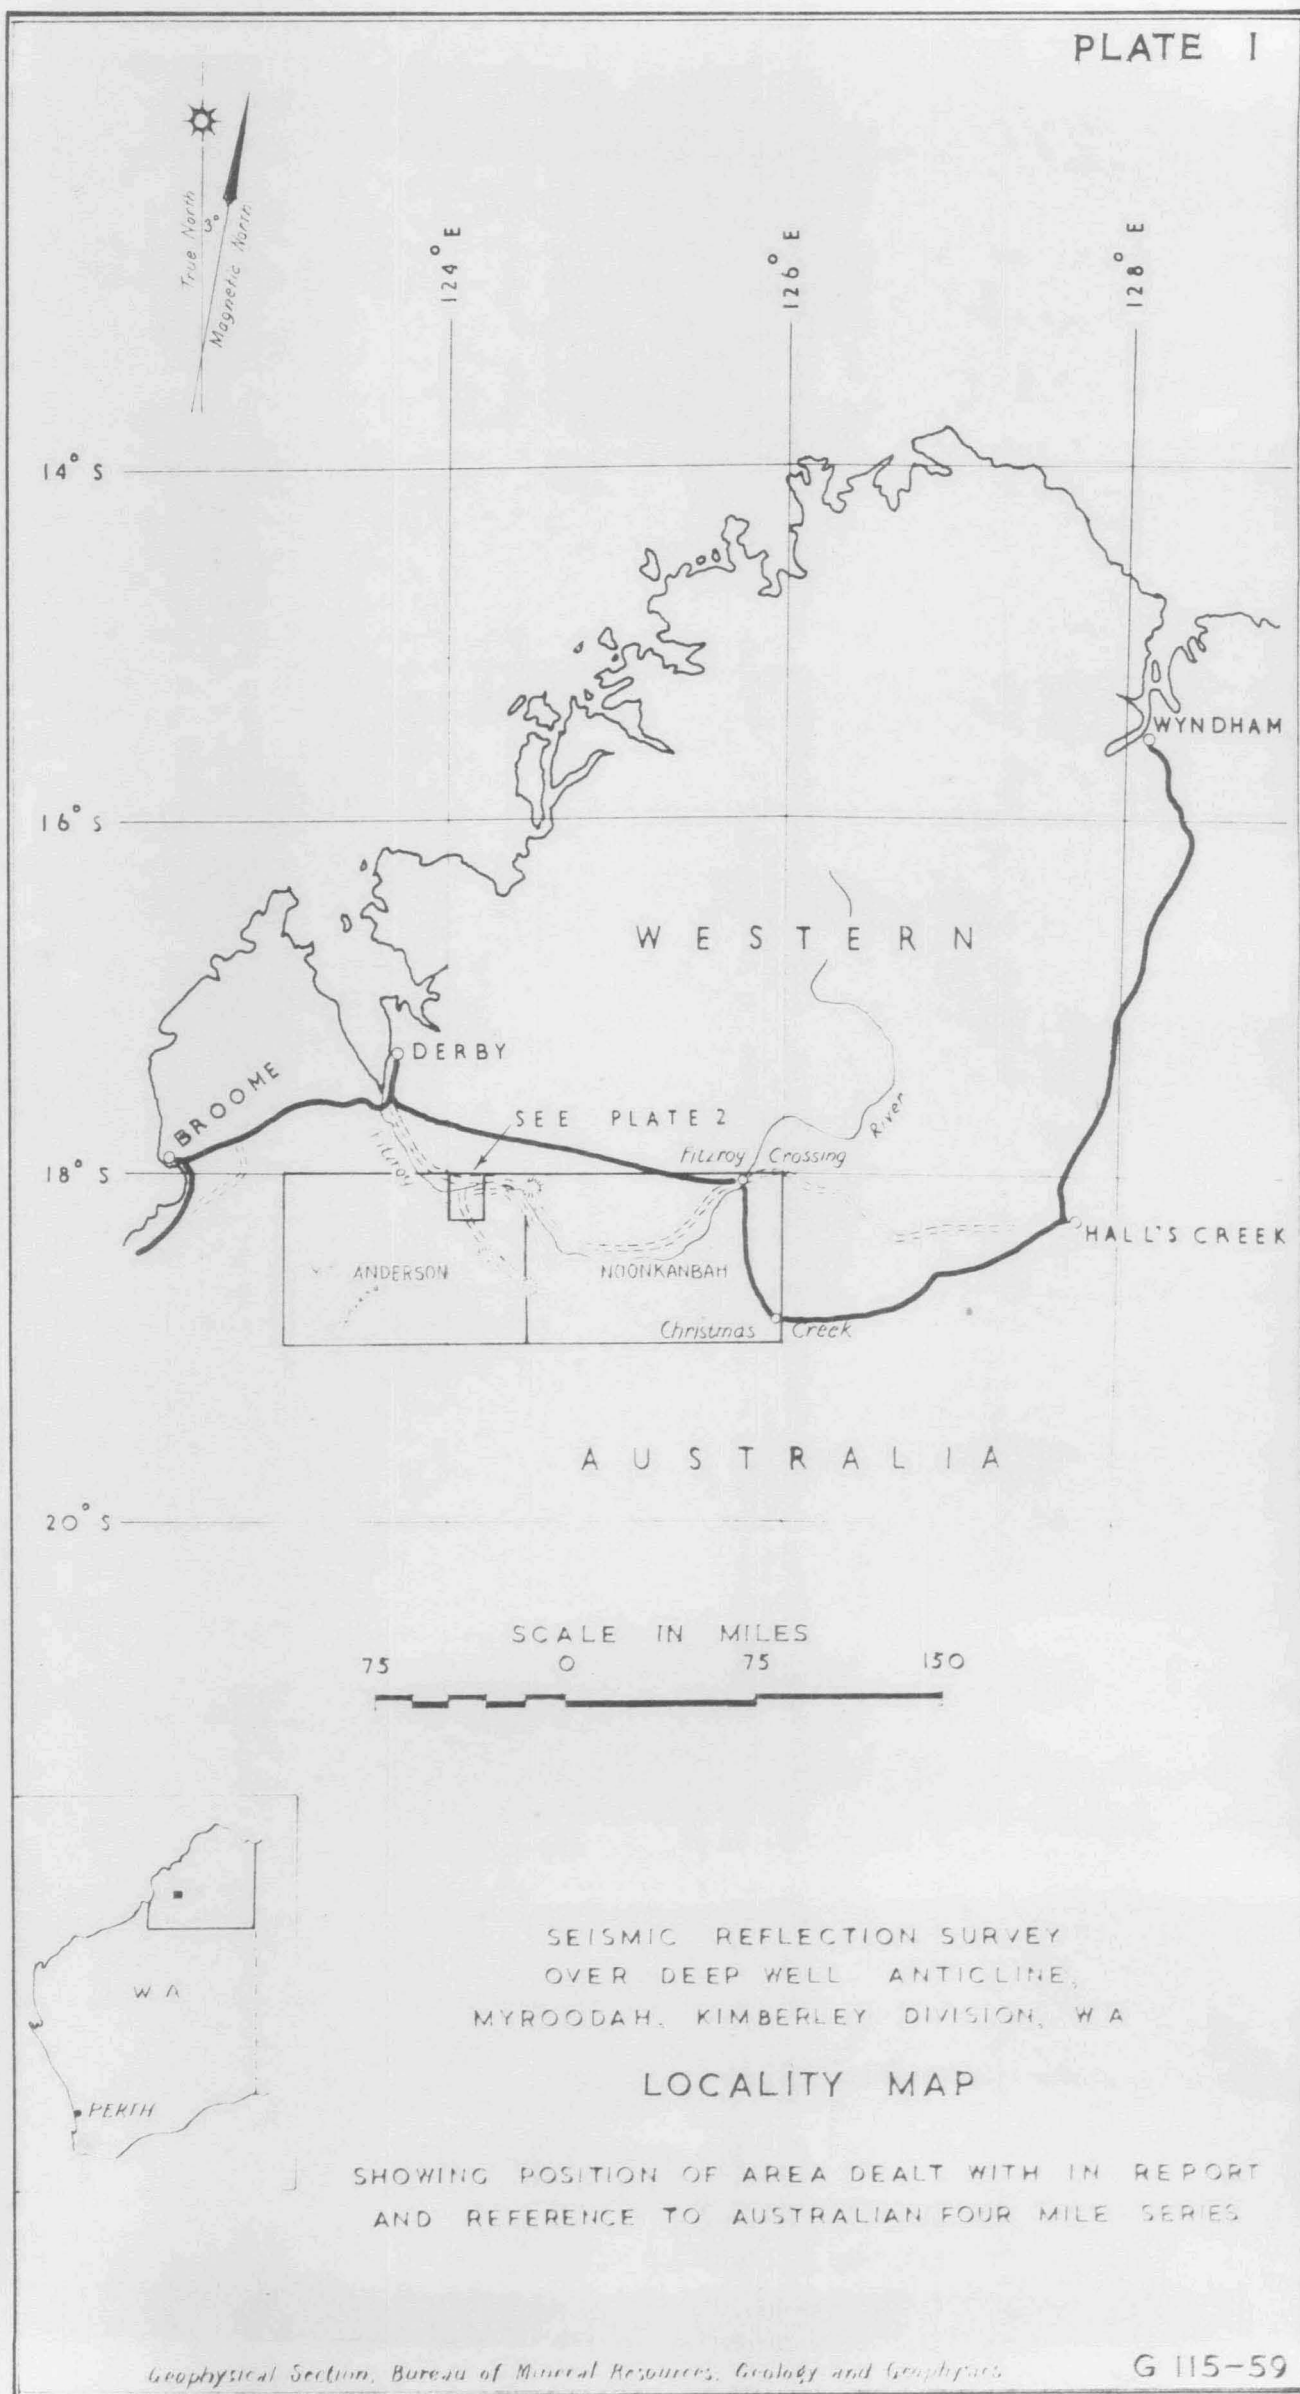 PLATE 1
True North
3°
Magnetic North
124° E
126° E
128° E
14° S
WYNDHAM
16° S
WESTERN
DERBY
BROOME
SEE PLATE 2
River
Fitzroy Crossing
Fitzroy
18° S
HALL'S CREEK
ANDERSON
NOONKANBAH
Christmas Creek
AUSTRALIA
20° S
SCALE IN MILES
75 0 75 150
W A
PERTH
SEISMIC REFLECTION SURVEY
OVER DEEP WELL ANTICLINE,
MYROODAH, KIMBERLEY DIVISION, W A
LOCALITY MAP
SHOWING POSITION OF AREA DEALT WITH IN REPORT
AND REFERENCE TO AUSTRALIAN FOUR MILE SERIES
Geophysical Section, Bureau of Mineral Resources, Geology and Geophysics
G 115-59